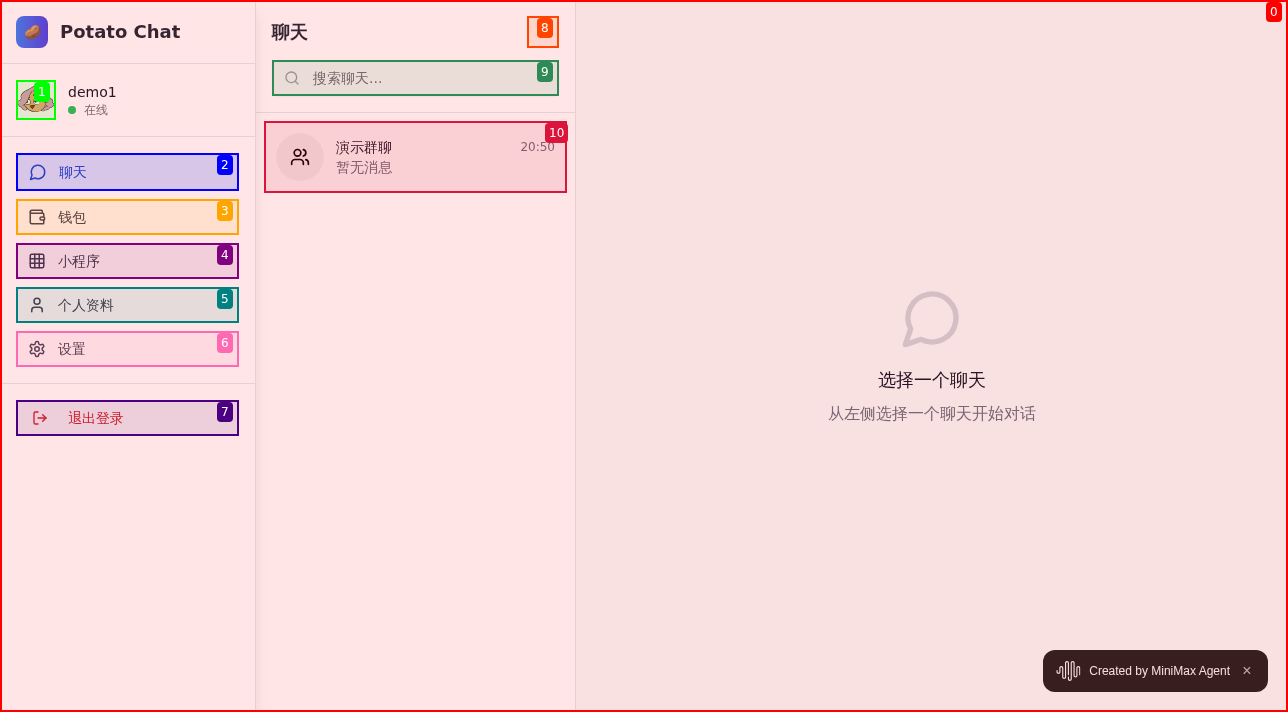 Potato Chat
demo1
在线
聊天
钱包
小程序
个人资料
设置
退出登录
聊天
搜索聊天...
演示群聊
20:50
暂无消息
选择一个聊天
从左侧选择一个聊天开始对话
Created by MiniMax Agent ×
0
1
2
3
4
5
6
7
8
9
10